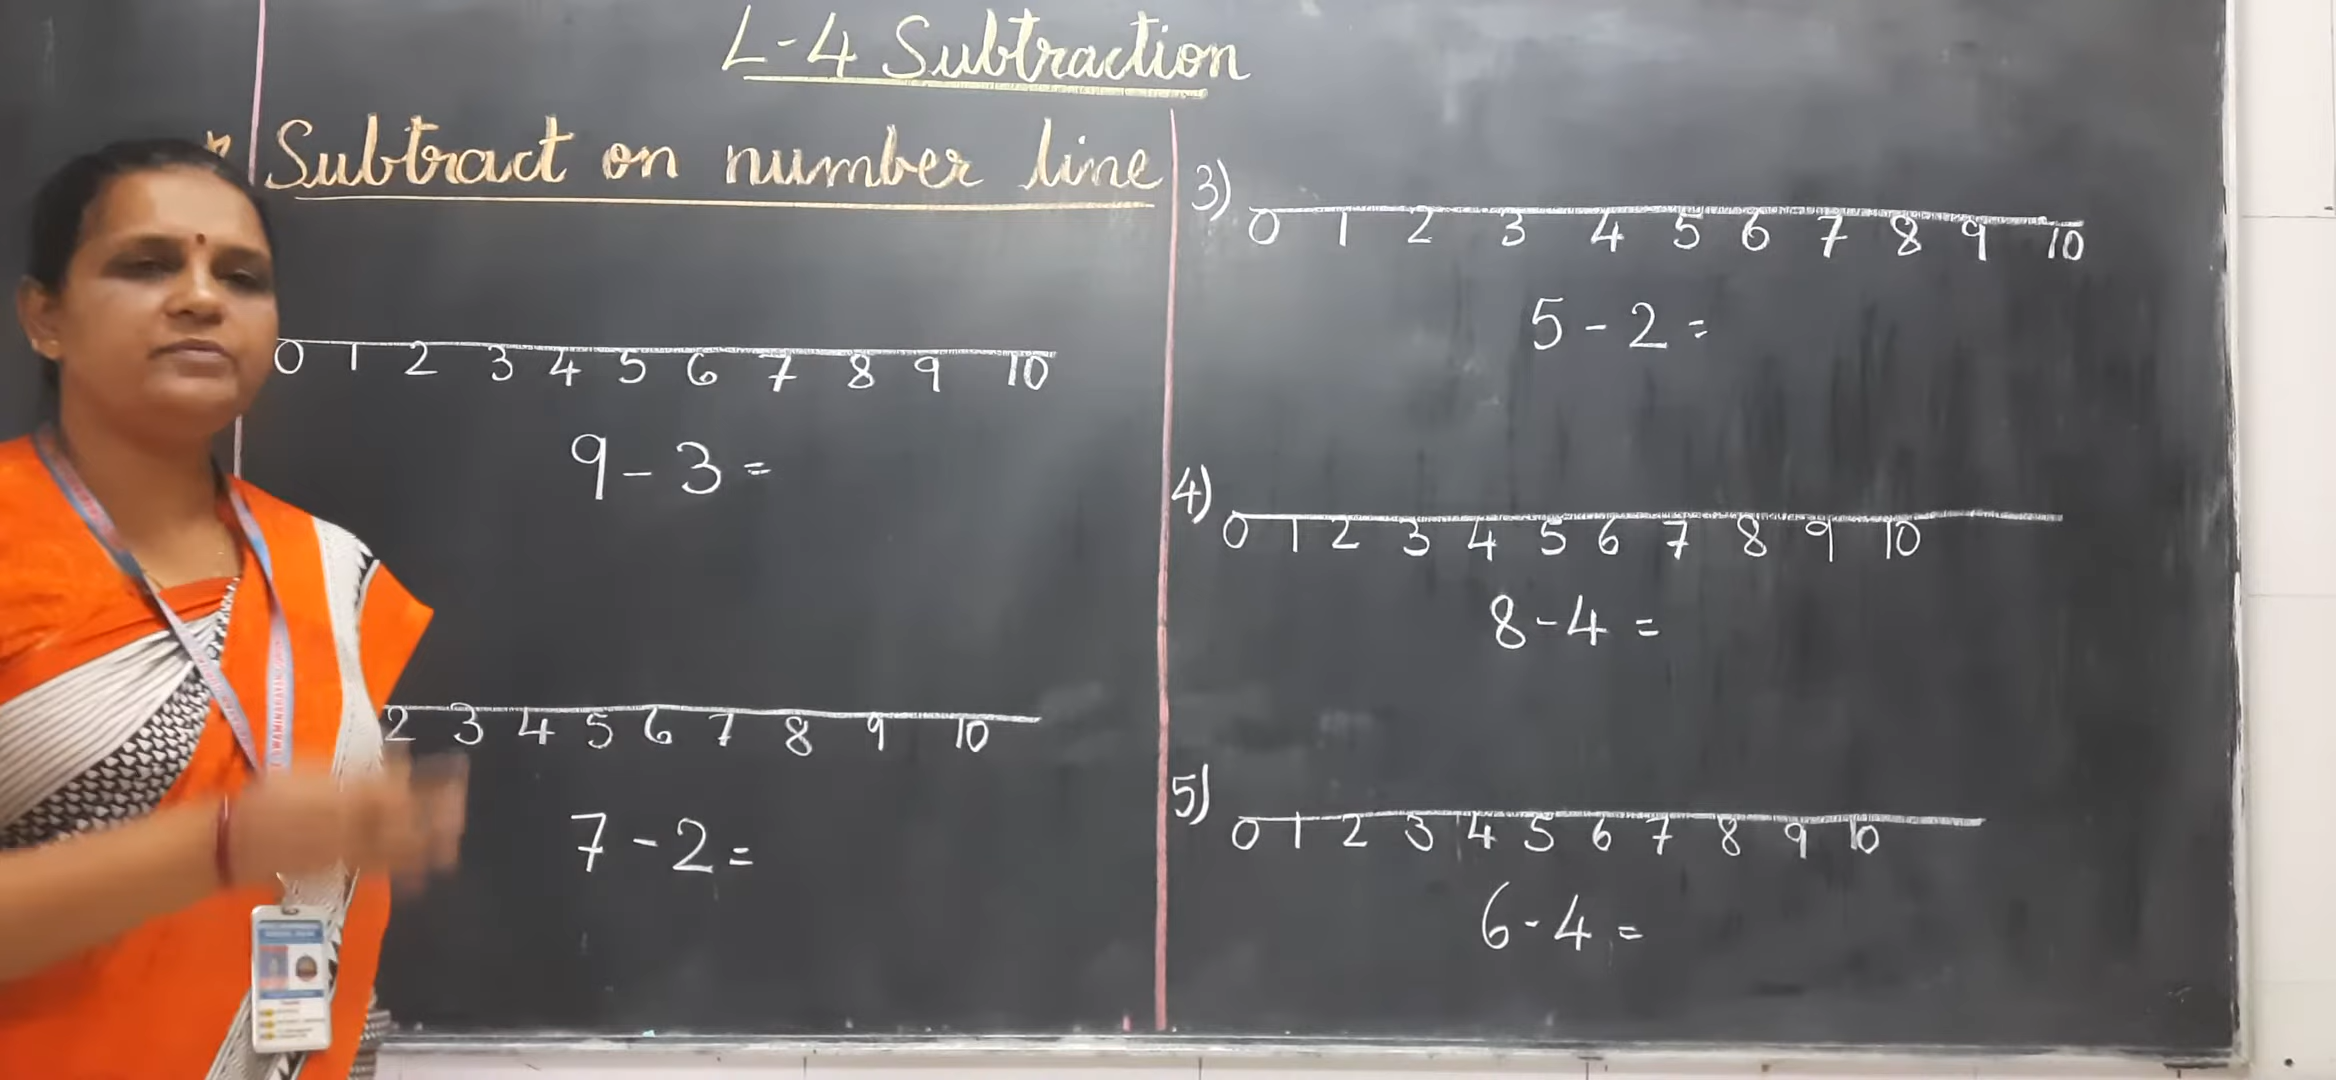 L-4 Subtraction
* Subtract on number line
0 1 2 3 4 5 6 7 8 9 10
9 - 3 =
2 3 4 5 6 7 8 9 10
7 - 2 =
3)
0 1 2 3 4 5 6 7 8 9 10
5 - 2 =
4)
0 1 2 3 4 5 6 7 8 9 10
8 - 4 =
5)
0 1 2 3 4 5 6 7 8 9 10
6 - 4 =